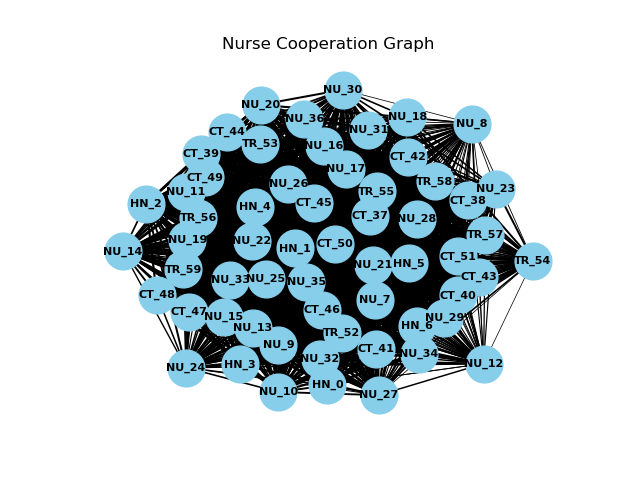 Nurse Cooperation Graph
NU_30
NU_20
NU_36
NU_18
NU_8
NU_31
CT_44
TR_53
NU_16
CT_39
CT_42
NU_17
CT_49
TR_58
NU_26
NU_11
TR_55
NU_23
CT_38
HN_2
HN_4
CT_45
TR_56
CT_37
NU_28
TR_57
NU_19
NU_22
CT_50
HN_1
NU_14
CT_51
TR_54
HN_5
NU_21
TR_59
CT_43
NU_33
NU_25
NU_35
CT_48
CT_40
NU_7
CT_46
CT_47
NU_15
NU_29
HN_6
NU_13
TR_52
NU_9
CT_41
NU_34
NU_32
HN_3
NU_12
NU_24
HN_0
NU_10
NU_27